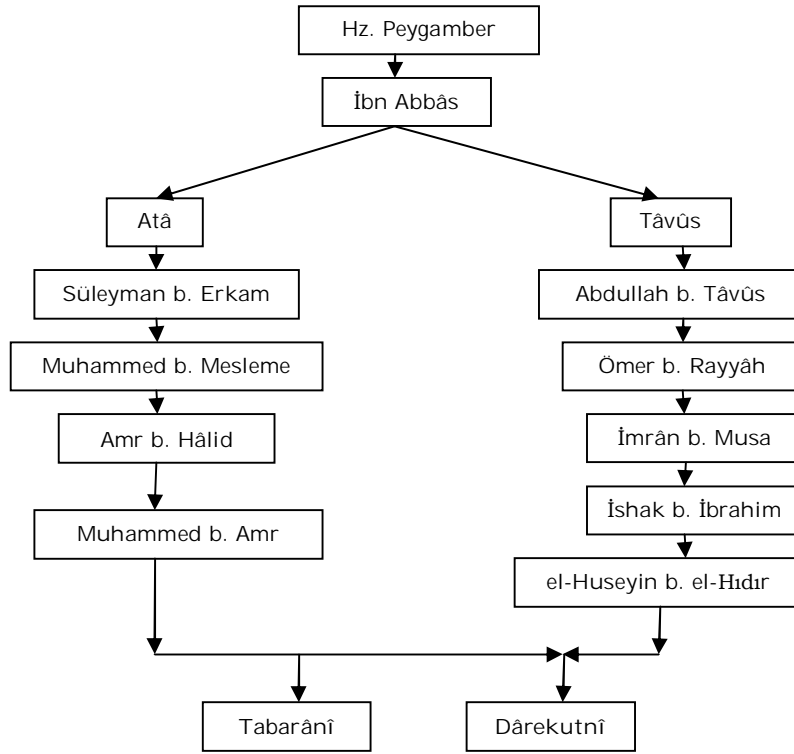 Hz. Peygamber
İbn Abbâs
Atâ
Tâvûs
Süleyman b. Erkam
Abdullah b. Tâvûs
Muhammed b. Mesleme
Ömer b. Rayyâh
Amr b. Hâlid
İmrân b. Musa
Muhammed b. Amr
İshak b. İbrahim
el-Huseyin b. el-Hıdır
Tabarânî
Dârekutnî